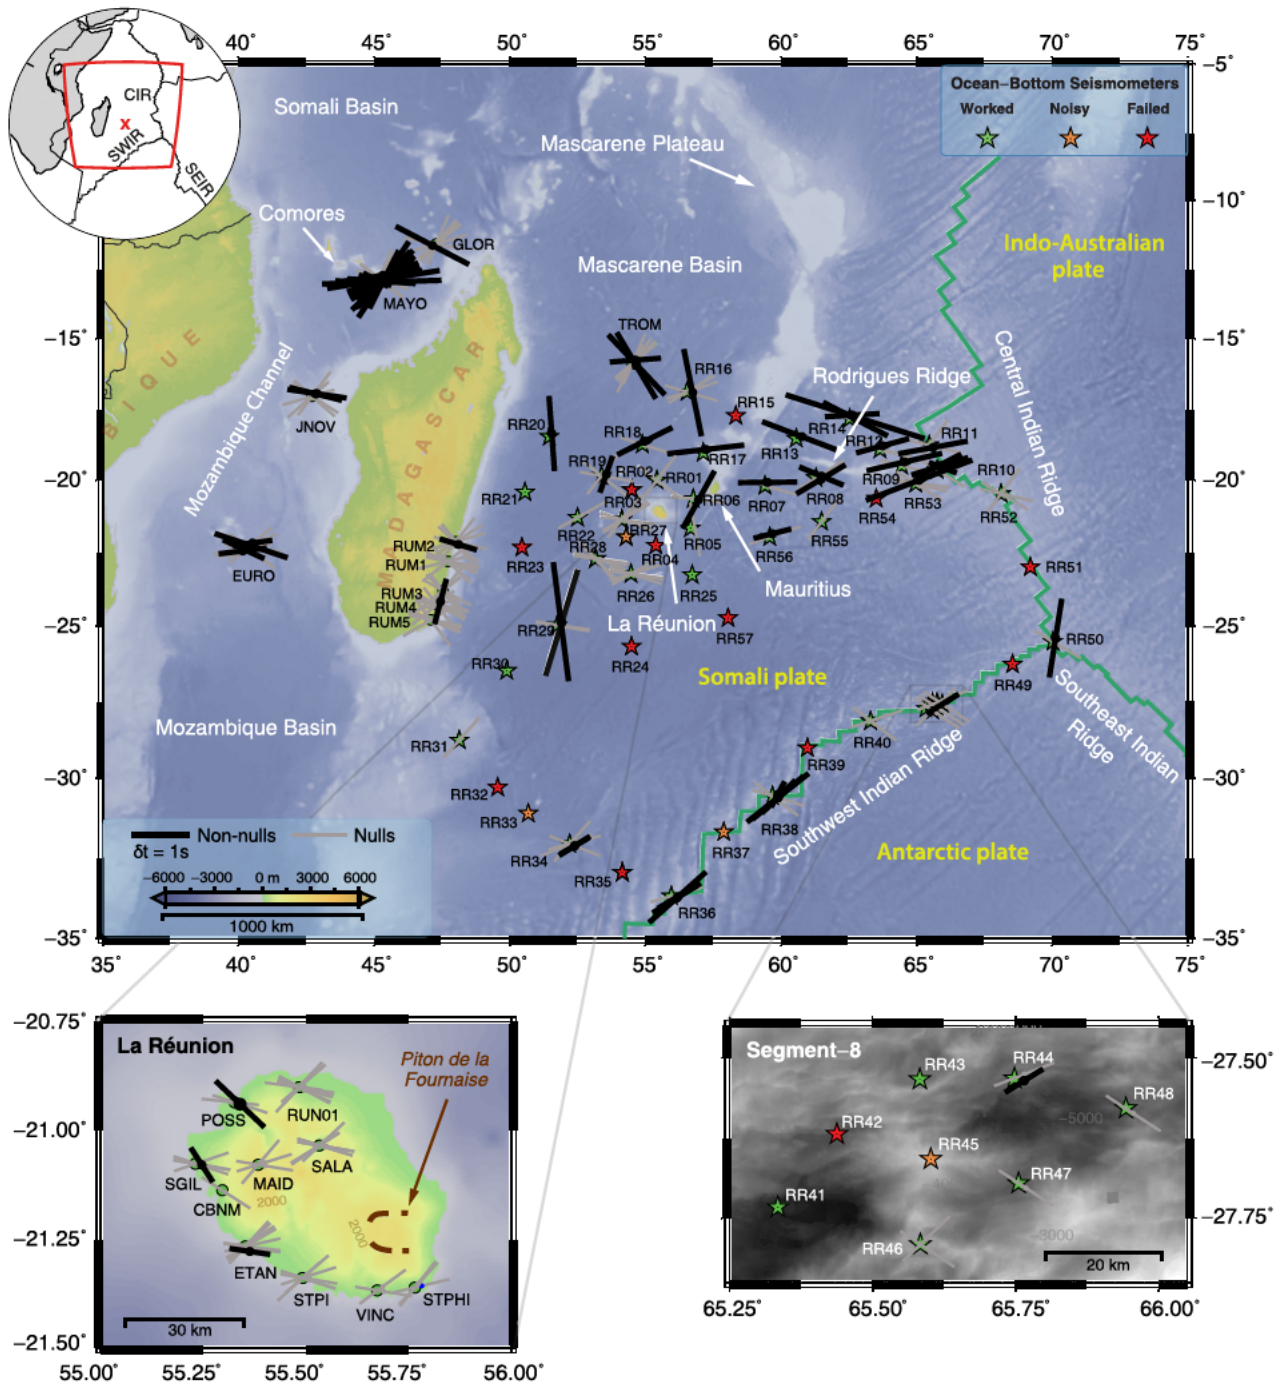 40°
45°
50°
55°
60°
65°
70°
75°
CIR
x
SWIR
SEIR
Somali Basin
Ocean–Bottom Seismometers
Worked
Noisy
Failed
−5°
−10°
−15°
−20°
−25°
−30°
−35°
Mascarene Plateau
Comores
GLOR
MAYO
Mascarene Basin
Indo-Australian
plate
−15°
−20°
−25°
−30°
−35°
BIQUE
Mozambique Channel
MADAGASCAR
JNOV
EURO
TROM
RR16
RR15
Rodrigues Ridge
Central Indian Ridge
RR20
RR18
RR17
RR14
RR13
RR12
RR11
RR10
RR19
RR02
RR01
RR03
RR06
RR07
RR08
RR09
RR54
RR53
RR52
RR21
RR22
RR27
RR05
RR56
RR55
RR28
RR04
RR23
RR26
RR25
RR51
RUM2
RUM1
RUM3
RUM4
RUM5
Mauritius
La Réunion
RR57
RR29
RR24
RR50
RR30
RR49
Somali plate
Southeast Indian
Ridge
Mozambique Basin
RR31
RR40
RR39
Southwest Indian Ridge
RR32
RR33
RR38
RR37
RR34
RR35
RR36
Antarctic plate
Non-nulls
Nulls
δt = 1s
−6000
−3000
0 m
3000
6000
1000 km
35°
40°
45°
50°
55°
60°
65°
70°
75°
−20.75°
−21.00°
−21.25°
−21.50°
La Réunion
Piton de la
Fournaise
POSS
RUN01
SALA
SGIL
MAID
CBNM
2000
2000
ETAN
STPI
VINC
STPHI
30 km
55.00°
55.25°
55.50°
55.75°
56.00°
Segment–8
RR43
RR44
RR48
−5000
RR42
RR45
RR47
RR41
RR46
−3000
20 km
−27.50°
−27.75°
65.25°
65.50°
65.75°
66.00°